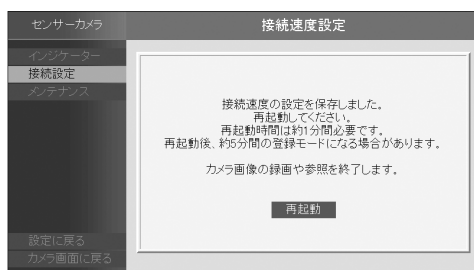 センサーカメラ
接続速度設定
インジケーター
接続設定
メンテナンス
接続速度の設定を保存しました。
再起動してください。
再起動時間は約1分間必要です。
再起動後、約5分間の登録モードになる場合があります。
カメラ画像の録画や参照を終了します。
再起動
設定に戻る
カメラ画面に戻る